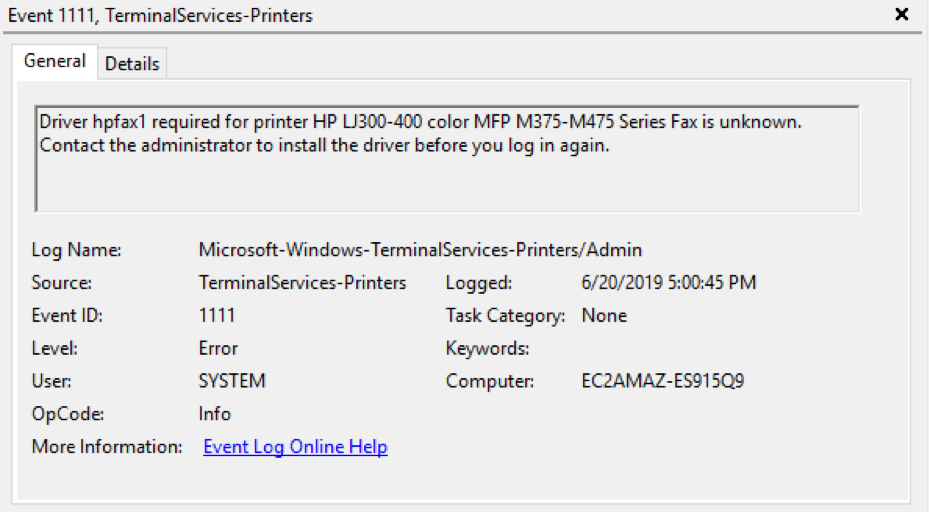 Event 1111, TerminalServices-Printers
General Details
Driver hpfax1 required for printer HP LJ300-400 color MFP M375-M475 Series Fax is unknown.
Contact the administrator to install the driver before you log in again.
Log Name: Microsoft-Windows-TerminalServices-Printers/Admin
Source: TerminalServices-Printers Logged: 6/20/2019 5:00:45 PM
Event ID: 1111 Task Category: None
Level: Error Keywords:
User: SYSTEM Computer: EC2AMAZ-ES915Q9
OpCode: Info
More Information: Event Log Online Help